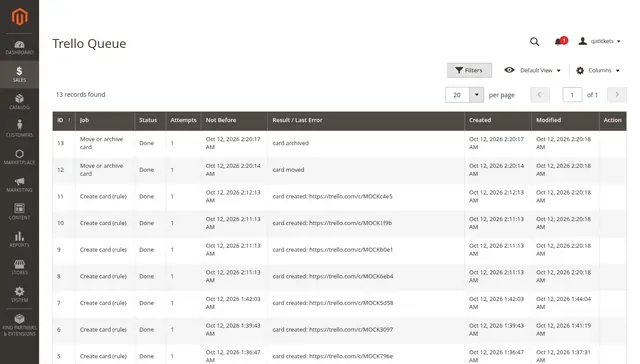 Trello Queue
1
qatickets
DASHBOARD
SALES
CATALOG
CUSTOMERS
MARKETPLACE
MARKETING
CONTENT
REPORTS
STORES
SYSTEM
FIND PARTNERS
& EXTENSIONS
Filters
Default View
Columns
13 records found
20
per page
1
of 1
ID ↑ Job Status Attempts Not Before Result / Last Error Created Modified Action
13 Move or archive card Done 1 Oct 12, 2026 2:20:17 AM card archived Oct 12, 2026 2:20:17 AM Oct 12, 2026 2:20:18 AM
12 Move or archive card Done 1 Oct 12, 2026 2:20:14 AM card moved Oct 12, 2026 2:20:14 AM Oct 12, 2026 2:20:18 AM
11 Create card (rule) Done 1 Oct 12, 2026 2:12:13 AM card created: https://trello.com/c/MOCKc4e5 Oct 12, 2026 2:12:13 AM Oct 12, 2026 2:20:18 AM
10 Create card (rule) Done 1 Oct 12, 2026 2:11:13 AM card created: https://trello.com/c/MOCK1f9b Oct 12, 2026 2:11:13 AM Oct 12, 2026 2:20:18 AM
9 Create card (rule) Done 1 Oct 12, 2026 2:11:13 AM card created: https://trello.com/c/MOCKb0e1 Oct 12, 2026 2:11:13 AM Oct 12, 2026 2:20:18 AM
8 Create card (rule) Done 1 Oct 12, 2026 2:11:13 AM card created: https://trello.com/c/MOCK6eb4 Oct 12, 2026 2:11:13 AM Oct 12, 2026 2:20:18 AM
7 Create card (rule) Done 1 Oct 12, 2026 1:42:03 AM card created: https://trello.com/c/MOCK5d58 Oct 12, 2026 1:42:03 AM Oct 12, 2026 1:44:04 AM
6 Create card (rule) Done 1 Oct 12, 2026 1:39:43 AM card created: https://trello.com/c/MOCK3097 Oct 12, 2026 1:39:43 AM Oct 12, 2026 1:41:19 AM
5 Create card (rule) Done 1 Oct 12, 2026 1:36:47 AM card created: https://trello.com/c/MOCK796e Oct 12, 2026 1:36:47 AM Oct 12, 2026 1:37:31 AM